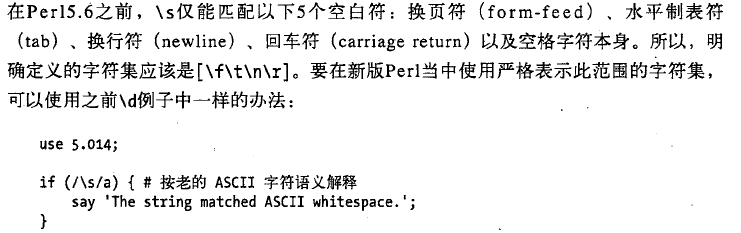 在Perl5.6之前，\s仅能匹配以下5个空白符：换页符（form-feed）、水平制表符
（tab）、换行符（newline）、回车符（carriage return）以及空格字符本身。所以，明
确定义的字符集应该是[\f\t\n\r]。要在新版Perl当中使用严格表示此范围的字符集，
可以使用之前\d例子中一样的办法：
use 5.014;
if (/\s/a) { # 按老的 ASCII 字符语义解释
say 'The string matched ASCII whitespace.';
}